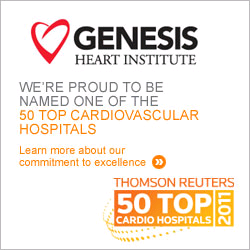 GENESIS
HEART INSTITUTE
WE'RE PROUD TO BE
NAMED ONE OF THE
50 TOP CARDIOVASCULAR
HOSPITALS
Learn more about our
commitment to excellence
THOMSON REUTERS
50 TOP
CARDIO HOSPITALS
2011